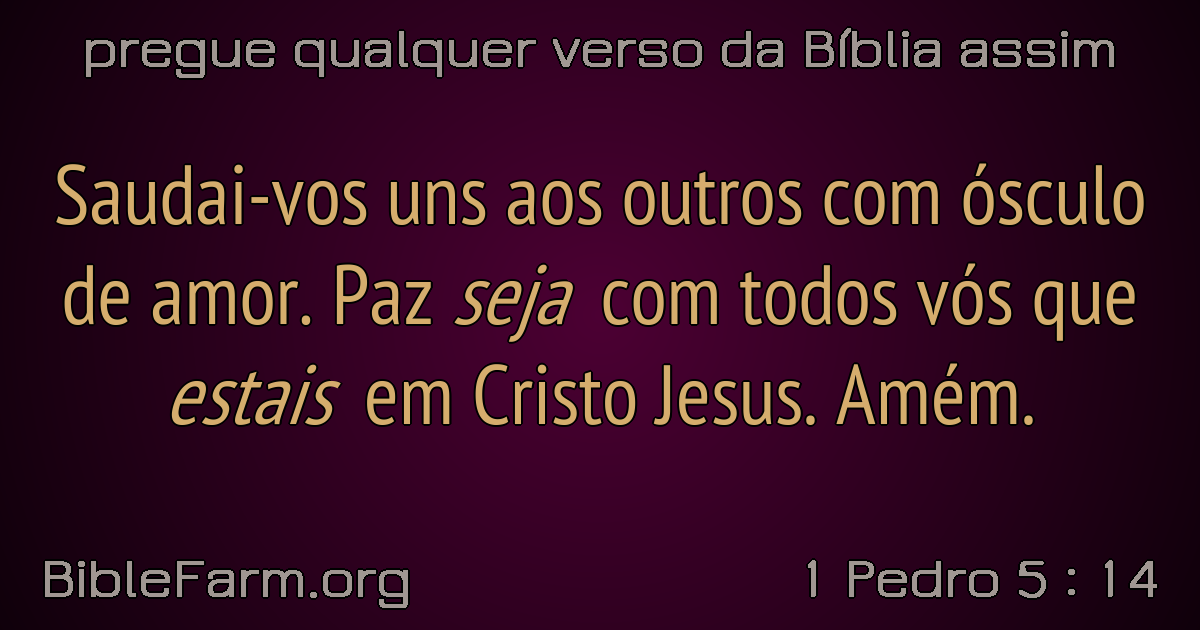 pregue qualquer verso da Bíblia assim
Saudai-vos uns aos outros com ósculo
de amor. Paz seja com todos vós que
estais em Cristo Jesus. Amém.
BibleFarm.org
1 Pedro 5 : 14